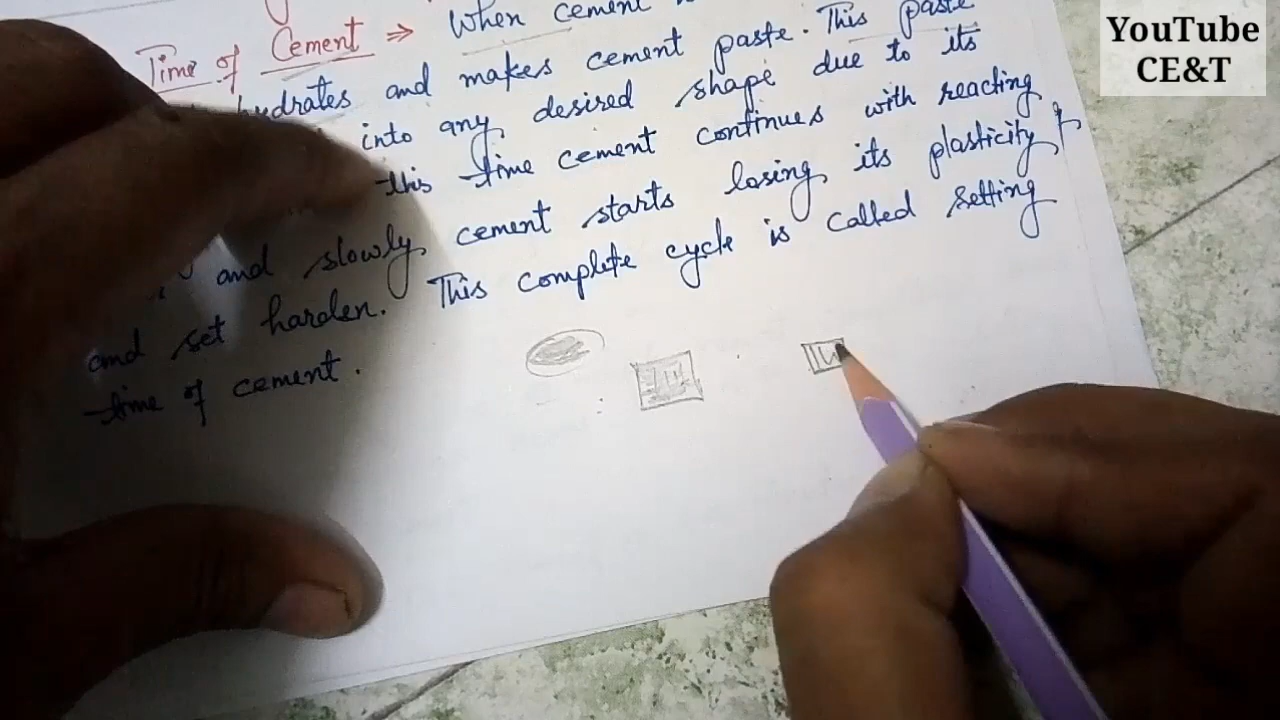 Time of Cement ⇒ When cement
hydrates and makes cement paste. This paste
into any desired shape due to its
this time cement continues with reacting
and slowly cement starts losing its plasticity
and set harden. This complete cycle is called setting
time of cement.
YouTube
CE&T